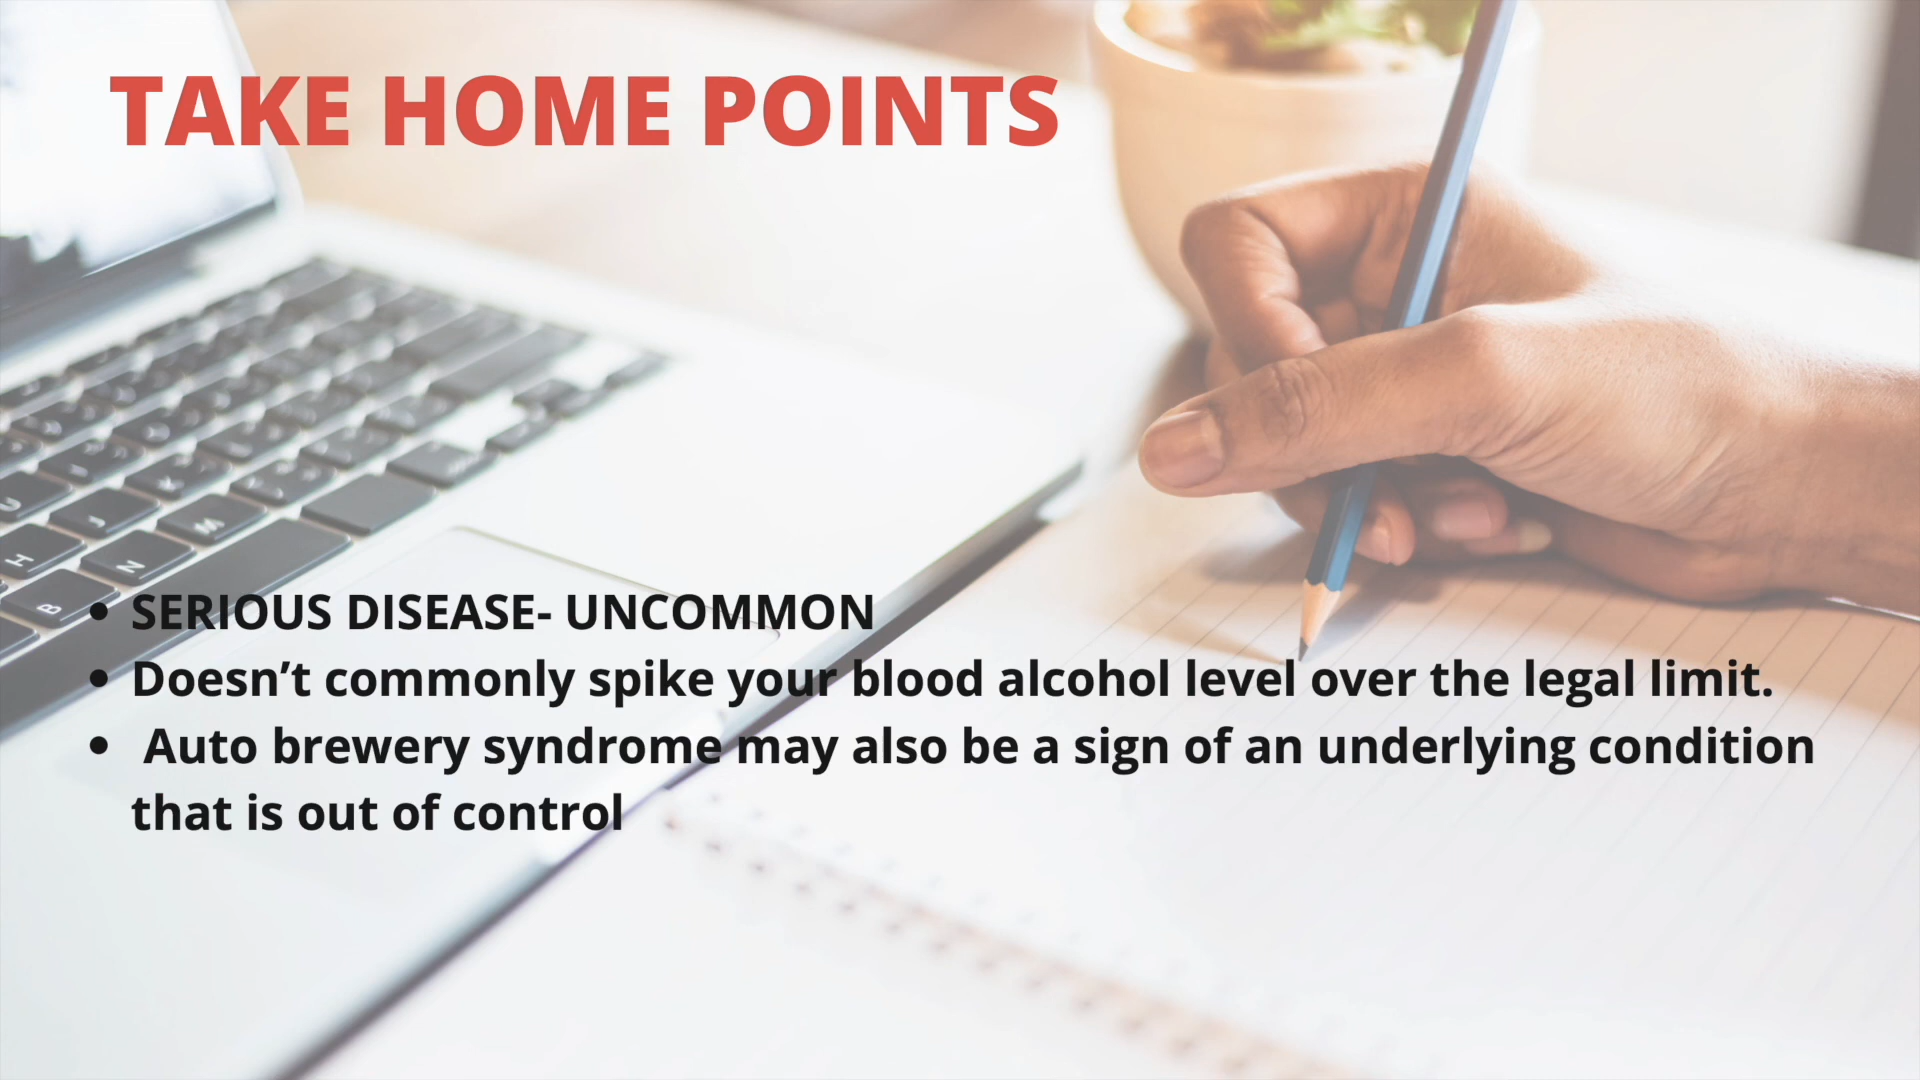 TAKE HOME POINTS
• SERIOUS DISEASE- UNCOMMON
• Doesn’t commonly spike your blood alcohol level over the legal limit.
• Auto brewery syndrome may also be a sign of an underlying condition
that is out of control